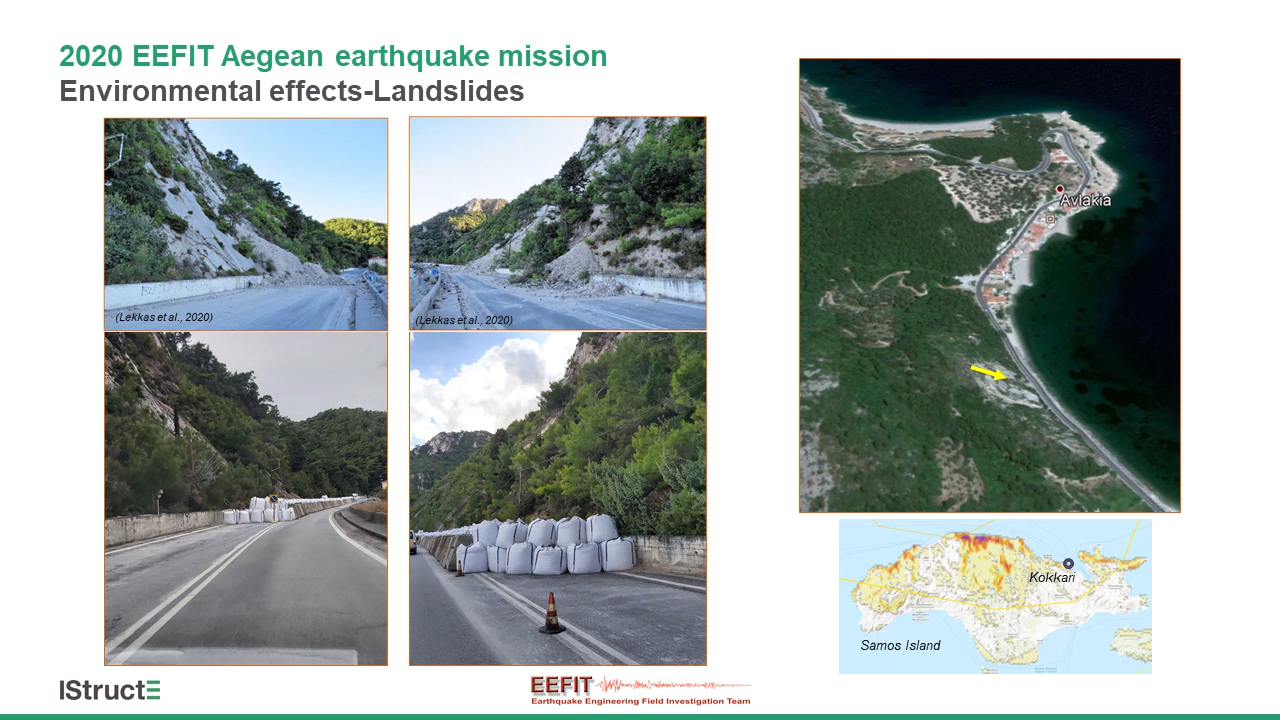 2020 EEFIT Aegean earthquake mission
Environmental effects-Landslides
(Lekkas et al., 2020)
(Lekkas et al., 2020)
Avlakia
Kokkari
Samos Island
IStructE
EEFIT
Earthquake Engineering Field Investigation Team